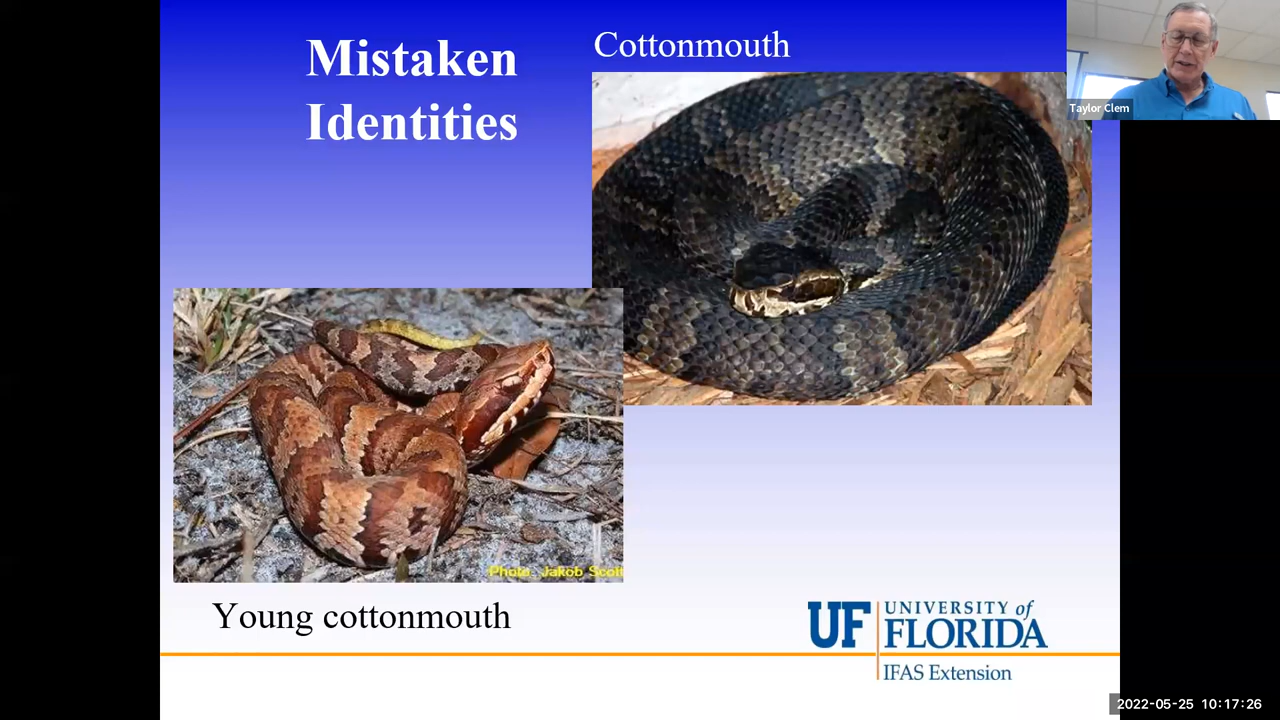 Mistaken
Identities
Cottonmouth
Taylor Clem
Photo: Jakob Scott
Young cottonmouth
UF UNIVERSITY of
FLORIDA
IFAS Extension
2022-05-25 10:17:26